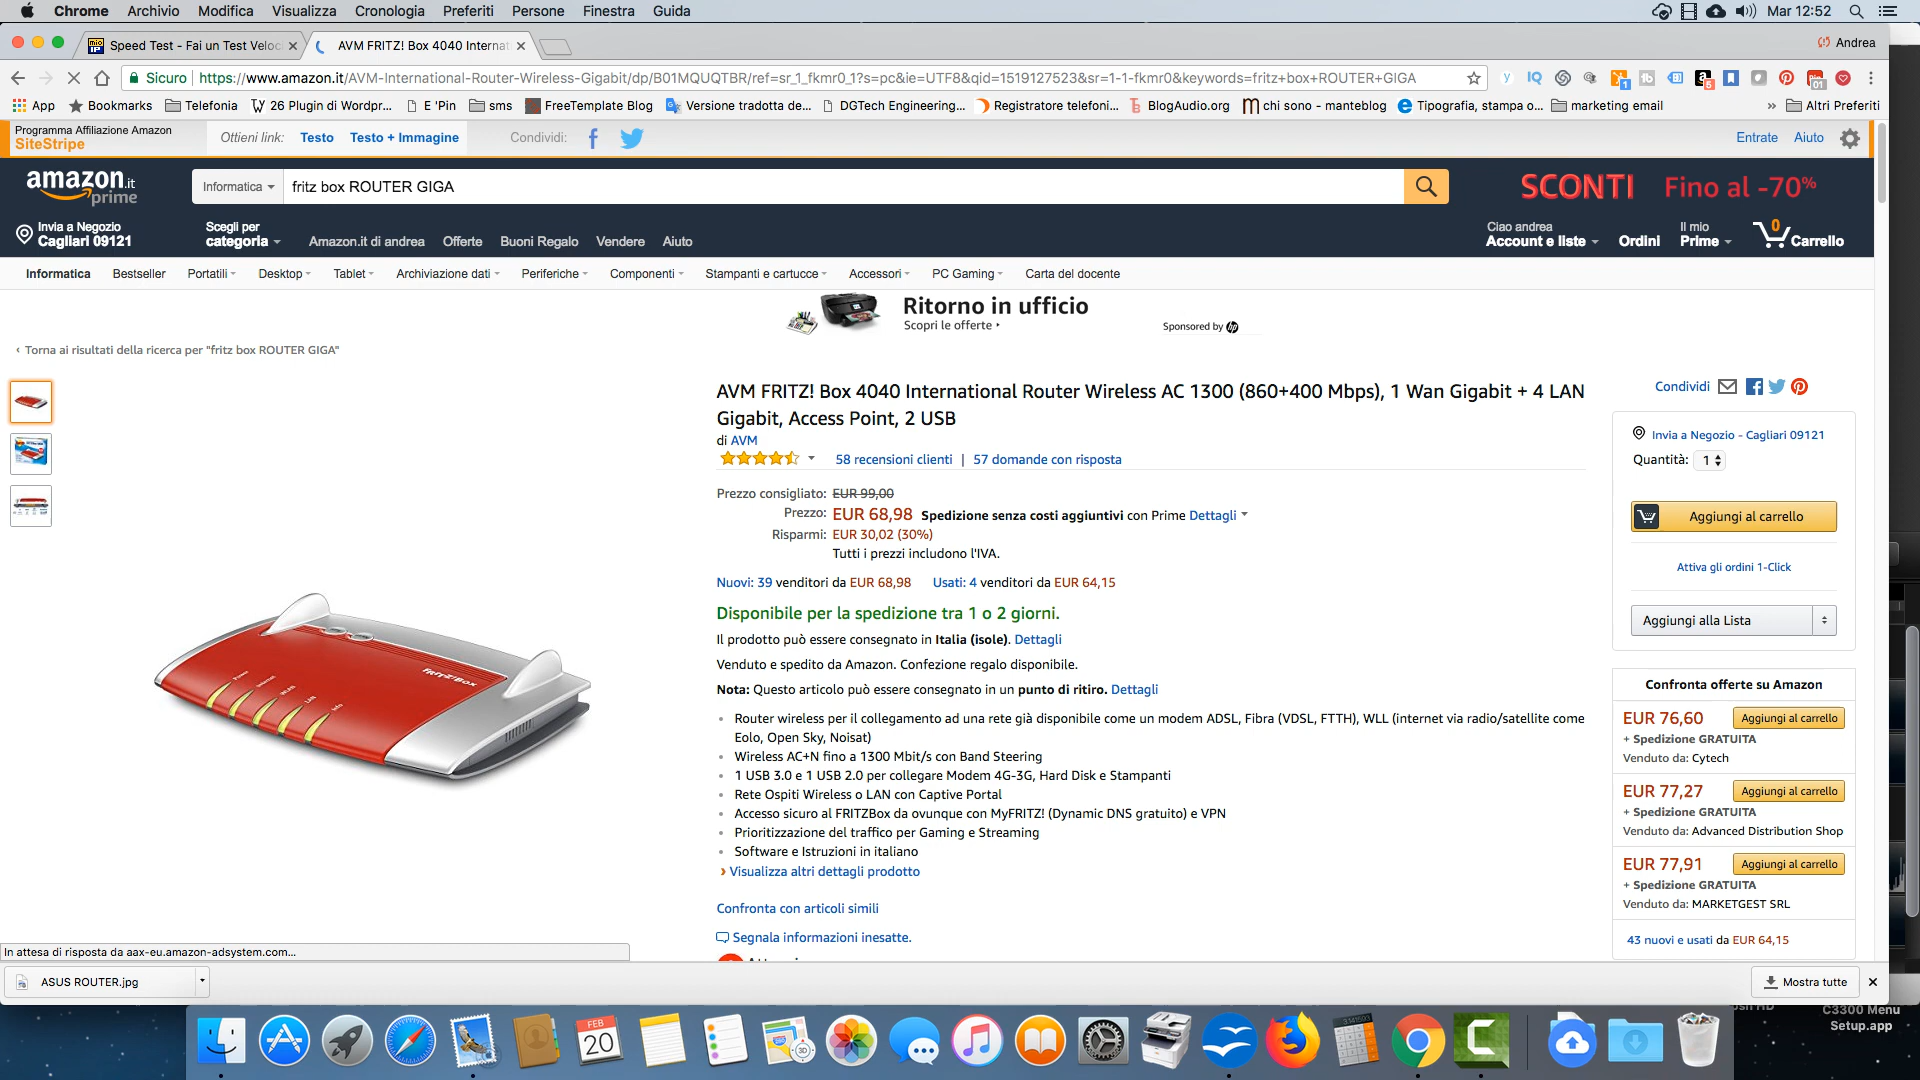 Chrome Archivio Modifica Visualizza Cronologia Preferiti Persone Finestra Guida Mar 12:52
Speed Test - Fai un Test Veloc AVM FRITZ! Box 4040 Internat Andrea
Sicuro https://www.amazon.it/AVM-International-Router-Wireless-Gigabit/dp/B01MQUQTBR/ref=sr_1_fkmr0_1?s=pc&ie=UTF8&qid=1519127523&sr=1-1-fkmr0&keywords=fritz+box+ROUTER+GIGA
App Bookmarks Telefonia 26 Plugin di Wordpr... E 'Pin sms FreeTemplate Blog Versione tradotta de... DGTech Engineering... Registratore telefoni... BlogAudio.org chi sono - manteblog Tipografia, stampa o... marketing email » Altri Preferiti
Programma Affiliazione Amazon
SiteStripe
Ottieni link: Testo Testo + Immagine Condividi: Entrate Aiuto
amazon.it
prime
Informatica fritz box ROUTER GIGA
SCONTI Fino al -70%
Invia a Negozio
Cagliari 09121
Scegli per
categoria
Amazon.it di andrea Offerte Buoni Regalo Vendere Aiuto
Ciao andrea
Account e liste
Ordini
Il mio
Prime
0
Carrello
Informatica Bestseller Portatili Desktop Tablet Archiviazione dati Periferiche Componenti Stampanti e cartucce Accessori PC Gaming Carta del docente
Ritorno in ufficio
Scopri le offerte
Sponsored by hp
‹ Torna ai risultati della ricerca per "fritz box ROUTER GIGA"
AVM FRITZ! Box 4040 International Router Wireless AC 1300 (860+400 Mbps), 1 Wan Gigabit + 4 LAN
Gigabit, Access Point, 2 USB
di AVM
58 recensioni clienti | 57 domande con risposta
Prezzo consigliato: EUR 99,00
Prezzo: EUR 68,98 Spedizione senza costi aggiuntivi con Prime Dettagli
Risparmi: EUR 30,02 (30%)
Tutti i prezzi includono l'IVA.
Nuovi: 39 venditori da EUR 68,98 Usati: 4 venditori da EUR 64,15
Disponibile per la spedizione tra 1 o 2 giorni.
Il prodotto può essere consegnato in Italia (isole). Dettagli
Venduto e spedito da Amazon. Confezione regalo disponibile.
Nota: Questo articolo può essere consegnato in un punto di ritiro. Dettagli
• Router wireless per il collegamento ad una rete già disponibile come un modem ADSL, Fibra (VDSL, FTTH), WLL (internet via radio/satellite come
Eolo, Open Sky, Noisat)
• Wireless AC+N fino a 1300 Mbit/s con Band Steering
• 1 USB 3.0 e 1 USB 2.0 per collegare Modem 4G-3G, Hard Disk e Stampanti
• Rete Ospiti Wireless o LAN con Captive Portal
• Accesso sicuro al FRITZBox da ovunque con MyFRITZ! (Dynamic DNS gratuito) e VPN
• Prioritizzazione del traffico per Gaming e Streaming
• Software e Istruzioni in italiano
› Visualizza altri dettagli prodotto
Confronta con articoli simili
Segnala informazioni inesatte.
FRITZ!Box
Power
Internet
WLAN
LAN
Info
Condividi
Invia a Negozio - Cagliari 09121
Quantità: 1
Aggiungi al carrello
Attiva gli ordini 1-Click
Aggiungi alla Lista
Confronta offerte su Amazon
EUR 76,60 Aggiungi al carrello
+ Spedizione GRATUITA
Venduto da: Cytech
EUR 77,27 Aggiungi al carrello
+ Spedizione GRATUITA
Venduto da: Advanced Distribution Shop
EUR 77,91 Aggiungi al carrello
+ Spedizione GRATUITA
Venduto da: MARKETGEST SRL
43 nuovi e usati da EUR 64,15
In attesa di risposta da aax-eu.amazon-adsystem.com...
ASUS ROUTER.jpg Mostra tutte
C3300 Menu
Setup.app
FEB
20